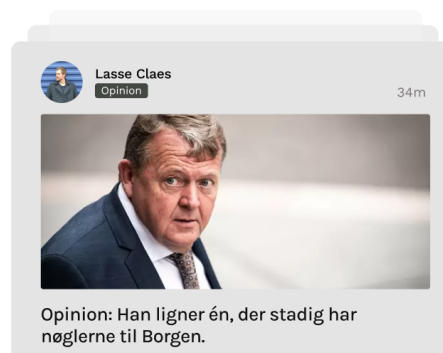 Lasse Claes
Opinion
34m
Opinion: Han ligner én, der stadig har
nøglerne til Borgen.